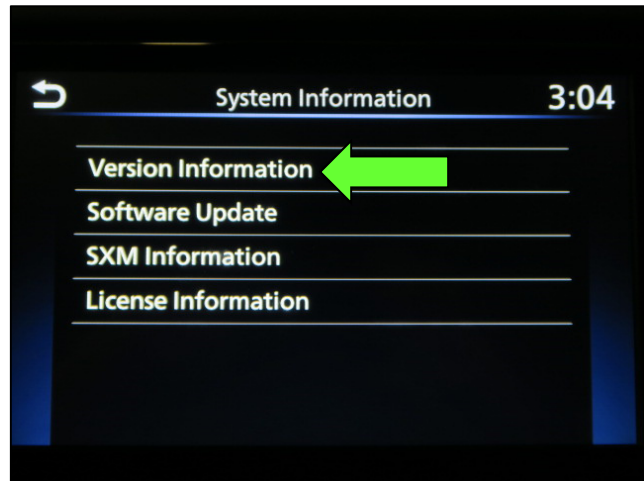 System Information 3:04
Version Information
Software Update
SXM Information
License Information